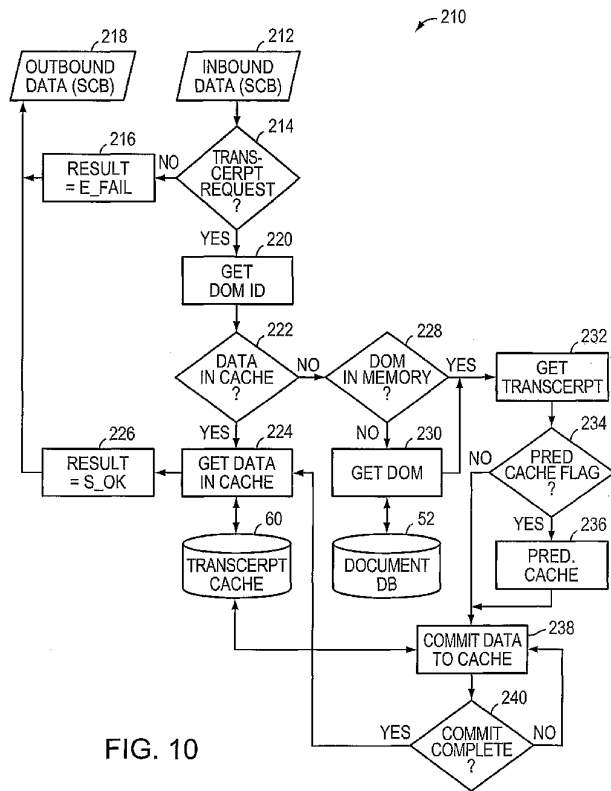 210
218
212
OUTBOUND
DATA (SCB)
INBOUND
DATA (SCB)
214
216
TRANS-
CERPT
REQUEST
?
NO
RESULT
= E_FAIL
YES
220
GET
DOM ID
222
228
232
DATA
IN CACHE
?
NO
DOM
IN MEMORY
?
YES
GET
TRANSCERPT
234
YES
NO
226
224
230
RESULT
= S_OK
GET DATA
IN CACHE
GET DOM
NO
PRED
CACHE FLAG
?
60
52
YES
236
TRANSCERPT
CACHE
DOCUMENT
DB
PRED.
CACHE
238
COMMIT DATA
TO CACHE
240
YES
COMMIT
COMPLETE
?
NO
FIG. 10